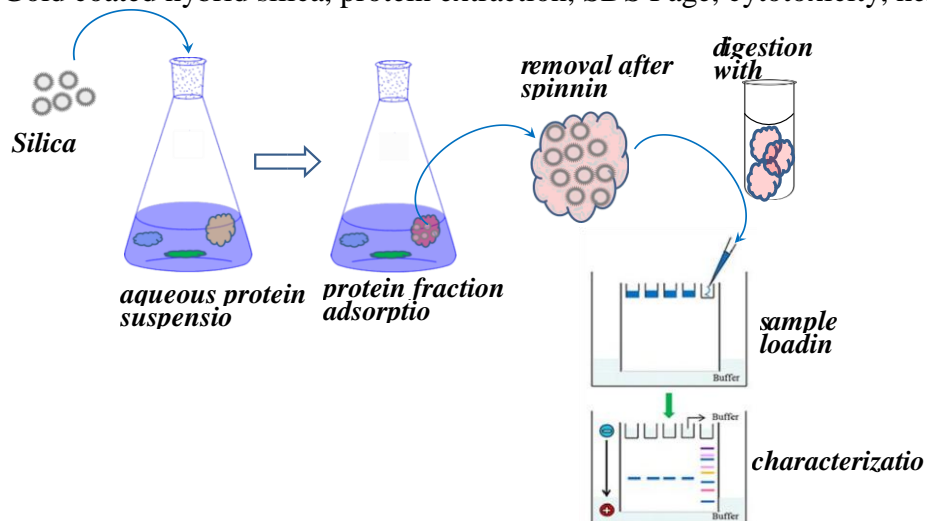 Gold coated hybrid silica, protein extraction, SDS Page, cytotoxicity, he
Silica
aqueous protein
suspensio
protein fraction
adsorptio
removal after
spinnin
digestion
with
sample
loadin
Buffer
Buffer
characterizatio
Buffer